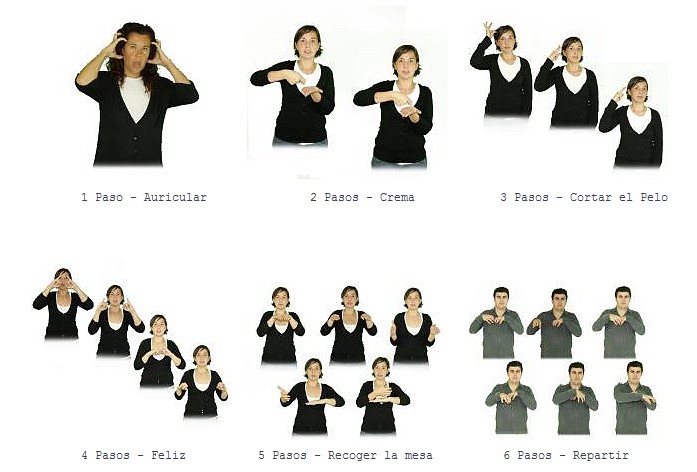 1 Paso - Auricular
2 Pasos - Crema
3 Pasos - Cortar el Pelo
4 Pasos - Feliz
5 Pasos - Recoger la mesa
6 Pasos - Repartir